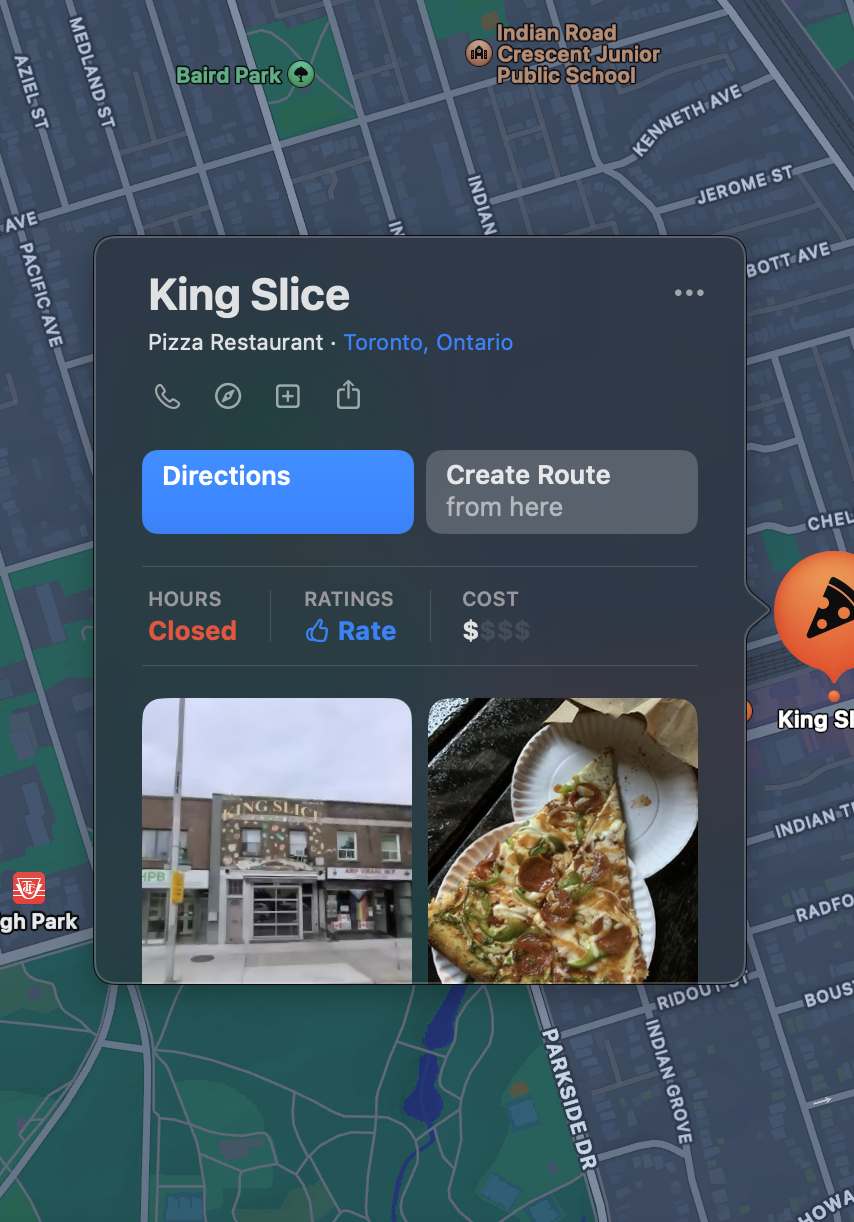 Indian Road
Crescent Junior
Public School
Baird Park
MEDLAND ST
AZIEL ST
KENNETH AVE
JEROME ST
INDIAN
IN
AVE
PACIFIC AVE
BOTT AVE
King Slice
Pizza Restaurant · Toronto, Ontario
Directions
Create Route
from here
HOURS
RATINGS
COST
Closed
Rate
$$$$
CHEL
King Sl
KING SLICE
HPB
INDIAN T
RADFO
gh Park
RIDOUT ST
BOUS
INDIAN GROVE
PARKSIDE DR
HOWA